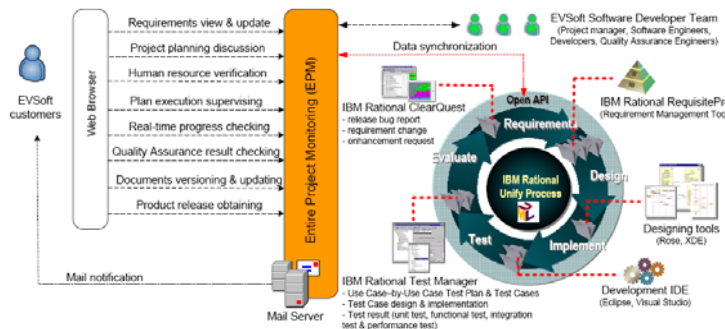 Requirements view & update
Project planning discussion
Human resource verification
Plan execution supervising
Real-time progress checking
Quality Assurance result checking
Documents versioning & updating
Product release obtaining
EVSoft
customers
Web Browser
Entire Project Monitoring (EPM)
Mail notification
Mail Server
EVSoft Software Developer Team
(Project manager, Software Engineers,
Developers, Quality Assurance Engineers)
Data synchronization
IBM Rational ClearQuest
- release bug report
- requirement change
- enhancement request
Open API
Requirement
Design
Implement
Test
Evaluate
IBM Rational
Unify Process
IBM Rational RequisitePr
(Requirement Management Too
Designing tools
(Rose, XDE)
Development IDE
(Eclipse, Visual Studio)
IBM Rational Test Manager
- Use Case–by-Use Case Test Plan & Test Cases
- Test Case design & implementation
- Test result (unit test, functional test, integration
test & performance test)